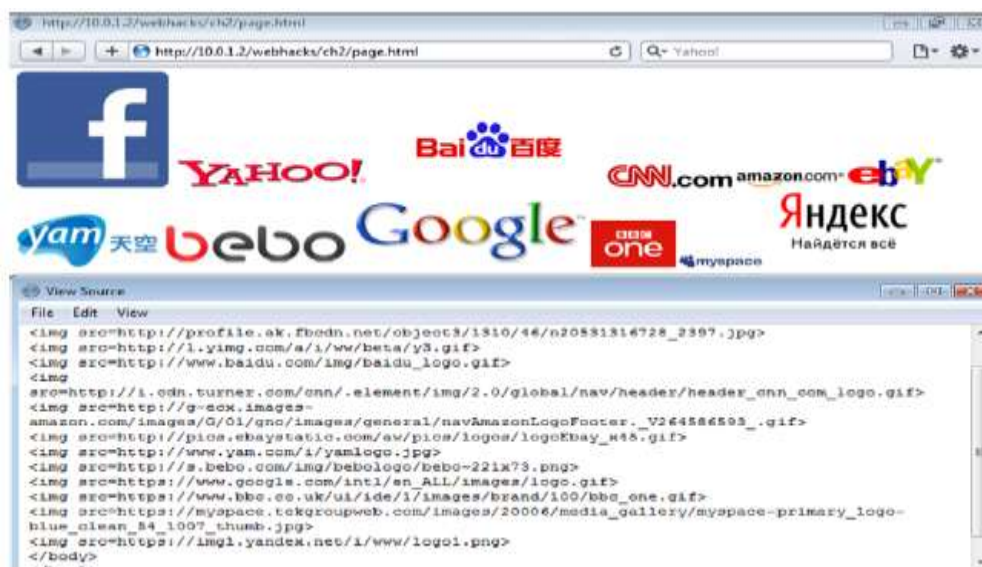 http://10.0.1.2/webhacks/ch2/page.html
http://10.0.1.2/webhacks/ch2/page.html
Yahoo!
f
YAHOO!
Bai du 百度
CNN.com
amazon.com
ebY
yam 天空
bebo
Google
BBC
one
myspace
Яндекс
Найдётся всё
View Source
File Edit View
<img src=http://profile.ak.fbcdn.net/object3/1310/46/n20531316728_2397.jpg>
<img src=http://l.yimg.com/a/i/ww/beta/y3.gif>
<img src=http://www.baidu.com/img/baidu_logo.gif>
<img
src=http://i.cdn.turner.com/cnn/.element/img/2.0/global/nav/header/header_cnn_com_logo.gif>
<img src=http://g-ecx.images-
amazon.com/images/G/01/gno/images/general/navAmazonLogoFooter._V264586593_.gif>
<img src=http://pics.ebaystatic.com/aw/pics/logos/logoEbay_x45.gif>
<img src=http://www.yam.com/i/yamlogo.jpg>
<img src=http://s.bebo.com/img/bebologo/bebo-221x73.png>
<img src=https://www.google.com/intl/en_ALL/images/logo.gif>
<img src=https://www.bbc.co.uk/ui/ide/1/images/brand/100/bbc_one.gif>
<img src=https://myspace.tekgroupweb.com/images/20006/media_gallery/myspace-primary_logo-
blue_clean_84_1007_thumb.jpg>
<img src=https://img1.yandex.net/i/www/logo1.png>
</body>